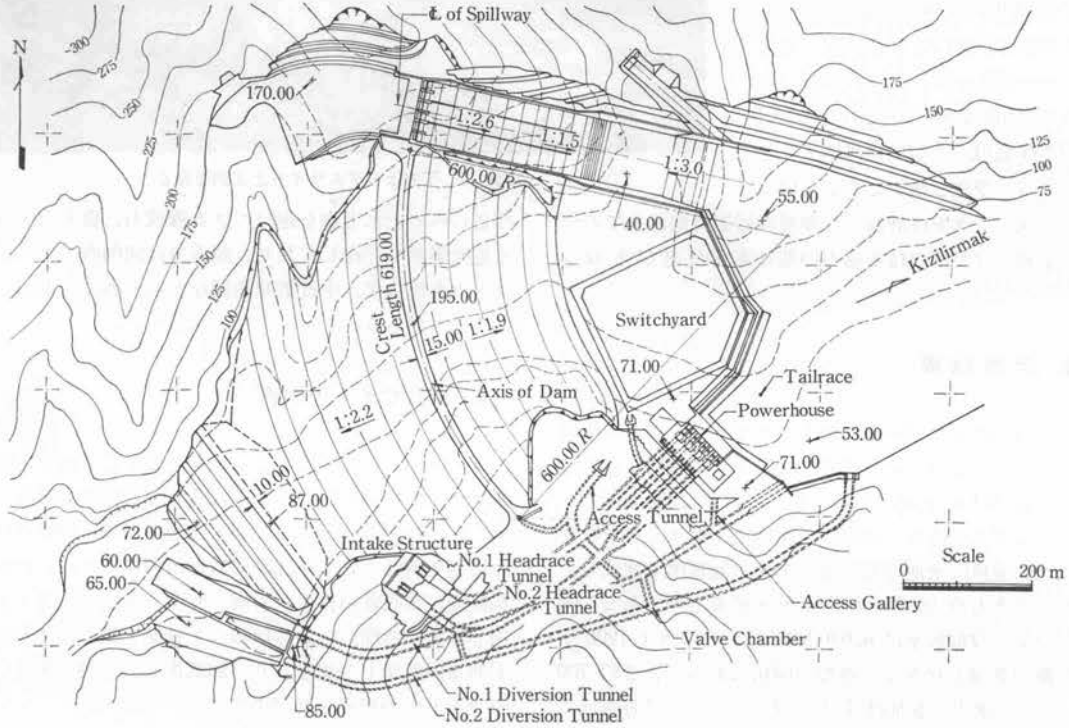 ℄ of Spillway
N
300
275
250
225
200
175
150
125
100
170.00
1:2.6
1:1.5
1:3.0
600.00 R
40.00
55.00
175
150
125
100
75
Kizilirmak
Crest
Length 619.00
195.00
15.00 1:1.9
Switchyard
71.00
Tailrace
Powerhouse
Axis of Dam
1:2.2
53.00
71.00
600.00 R
10.00
87.00
72.00
Access Tunnel
Intake Structure
60.00
65.00
No.1 Headrace
Tunnel
No.2 Headrace
Tunnel
Scale
0 200 m
Access Gallery
Valve Chamber
No.1 Diversion Tunnel
No.2 Diversion Tunnel
85.00